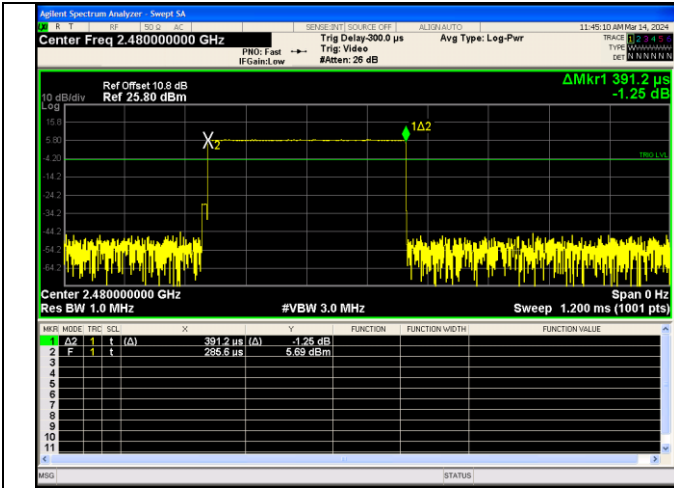 Agilent Spectrum Analyzer - Swept SA
R T RF 50 Ω AC SENSE:INT SOURCE OFF ALIGN AUTO 11:45:10 AM Mar 14, 2024
Center Freq 2.480000000 GHz Trig Delay-300.0 µs Avg Type: Log-Pwr TRACE 1 2 3 4 5 6
PNO: Fast Trig: Video TYPE
IFGain:Low #Atten: 26 dB DET N N N N N N
ΔMkr1 391.2 µs
Ref Offset 10.8 dB
10 dB/div Ref 25.80 dBm -1.25 dB
Log
15.8
5.80
-4.20
-14.2
-24.2
-34.2
-44.2
-54.2
-64.2
X2
1Δ2
TRIG LVL
Center 2.480000000 GHz Span 0 Hz
Res BW 1.0 MHz #VBW 3.0 MHz Sweep 1.200 ms (1001 pts)
MKR MODE TRC SCL X Y FUNCTION FUNCTION WIDTH FUNCTION VALUE
1 Δ2 1 t (Δ) 391.2 µs (Δ) -1.25 dB
2 F 1 t 285.6 µs 5.69 dBm
3
4
5
6
7
8
9
10
11
MSG STATUS